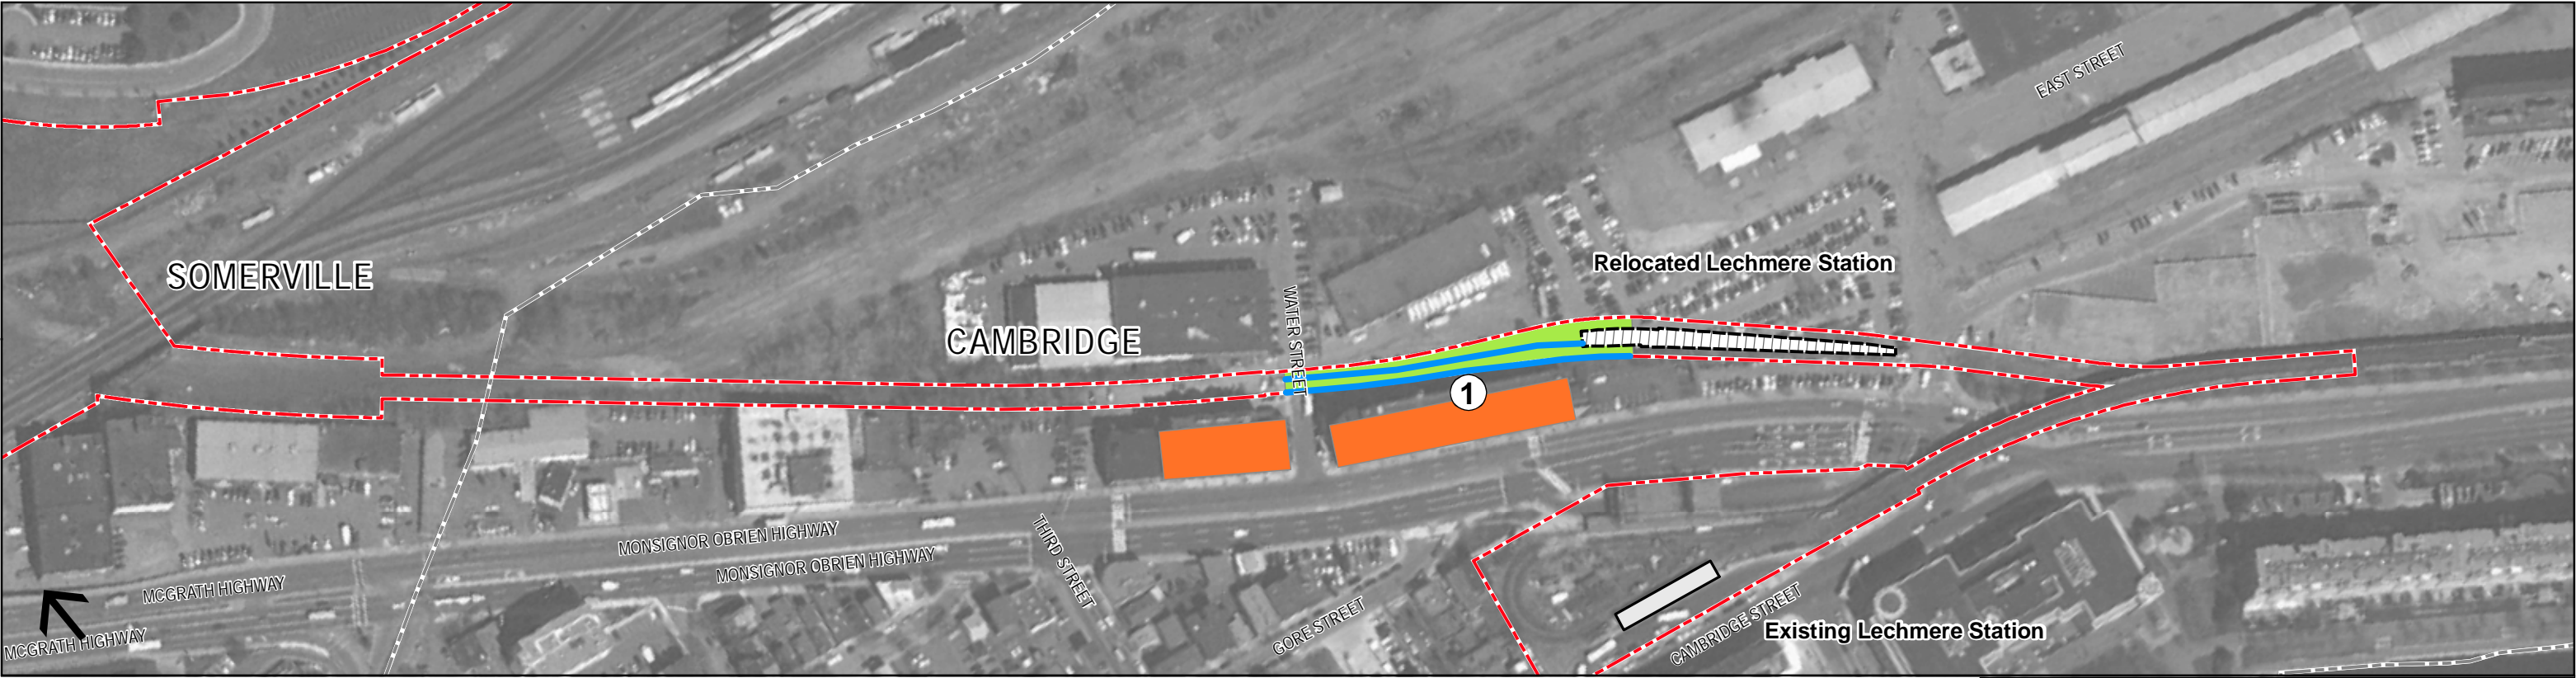 EAST STREET
Relocated Lechmere Station
SOMERVILLE
WATER STREET
CAMBRIDGE
1
MONSIGNOR OBRIEN HIGHWAY
MONSIGNOR OBRIEN HIGHWAY
THIRD STREET
MCGRATH HIGHWAY
GORE STREET
CAMBRIDGE STREET
Existing Lechmere Station
MCGRATH HIGHWAY